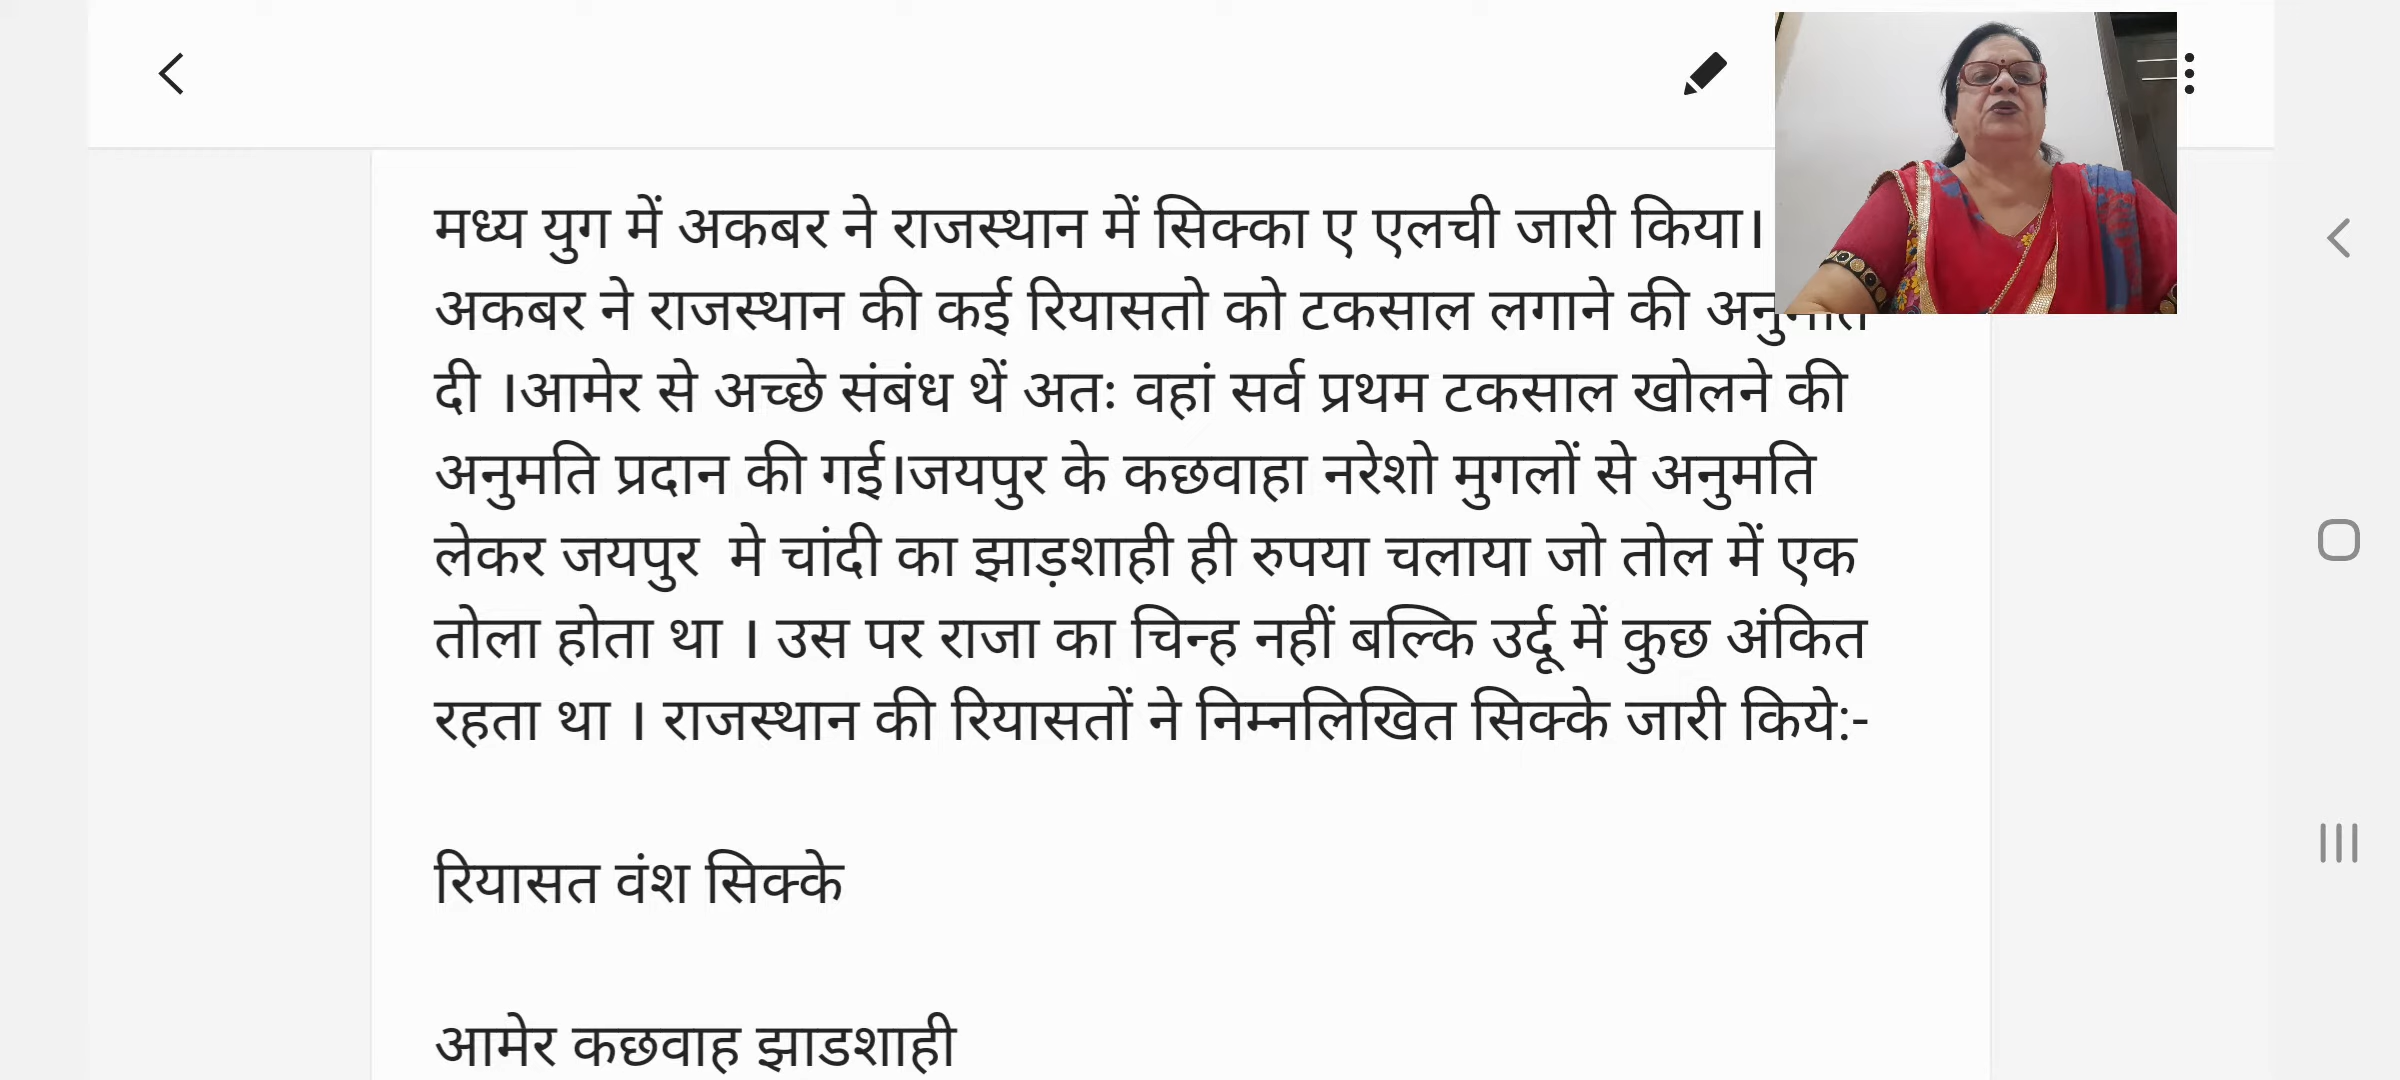 मध्य युग में अकबर ने राजस्थान में सिक्का ए एलची जारी किया।
अकबर ने राजस्थान की कई रियासतो को टकसाल लगाने की अनुमति
दी ।आमेर से अच्छे संबंध थें अतः वहां सर्व प्रथम टकसाल खोलने की
अनुमति प्रदान की गई।जयपुर के कछवाहा नरेशो मुगलों से अनुमति
लेकर जयपुर  मे चांदी का झाड़शाही ही रुपया चलाया जो तोल में एक
तोला होता था । उस पर राजा का चिन्ह नहीं बल्कि उर्दू में कुछ अंकित
रहता था । राजस्थान की रियासतों ने निम्नलिखित सिक्के जारी किये:-
रियासत वंश सिक्के
आमेर कछवाह झाडशाही